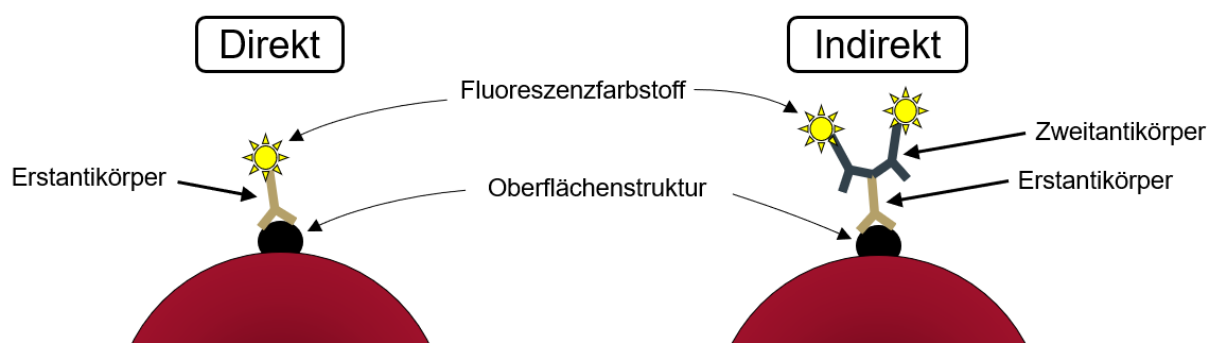 Direkt
Indirekt
Fluoreszenzfarbstoff
Zweitantikörper
Erstantikörper
Erstantikörper
Oberflächenstruktur